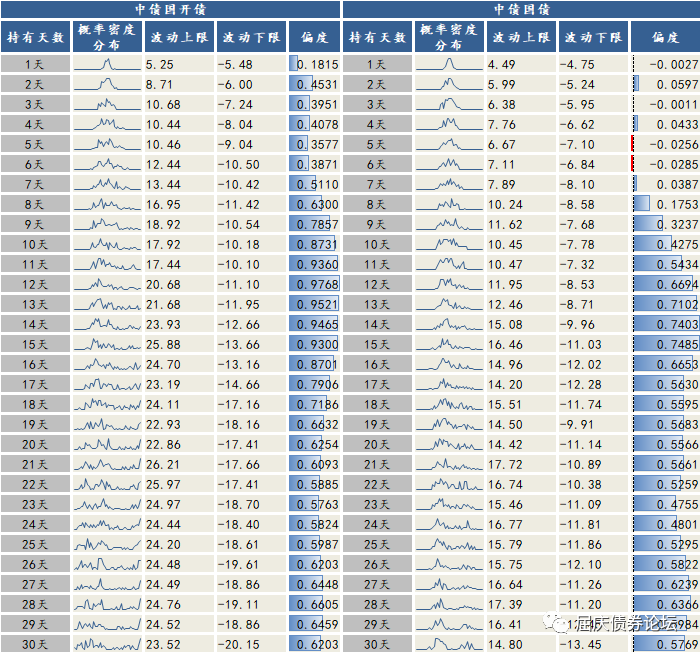 中债国开债 中债国债
持有天数 概率密度分布 波动上限 波动下限 偏度 持有天数 概率密度分布 波动上限 波动下限 偏度
1天 5.25 -5.48 0.1815 1天 4.49 -4.75 -0.0027
2天 8.71 -6.00 0.4531 2天 5.99 -5.24 0.0597
3天 10.68 -7.24 0.3951 3天 6.38 -5.95 -0.0011
4天 10.44 -8.04 0.4078 4天 7.76 -6.62 0.0433
5天 10.46 -9.04 0.3577 5天 6.67 -7.10 -0.0256
6天 12.44 -10.50 0.3871 6天 7.11 -6.84 -0.0285
7天 13.44 -10.42 0.5110 7天 7.89 -8.10 0.0387
8天 16.95 -11.42 0.6300 8天 10.24 -8.58 0.1753
9天 18.92 -10.54 0.7857 9天 11.62 -7.68 0.3237
10天 17.92 -10.18 0.8731 10天 10.45 -7.78 0.4275
11天 17.44 -10.10 0.9360 11天 10.47 -7.32 0.5434
12天 20.68 -11.10 0.9768 12天 11.95 -8.53 0.6694
13天 21.68 -11.95 0.9521 13天 12.46 -8.71 0.7102
14天 23.93 -12.66 0.9465 14天 15.08 -9.96 0.7403
15天 25.88 -13.66 0.9300 15天 16.46 -11.03 0.7485
16天 24.70 -13.16 0.8701 16天 14.96 -12.02 0.6653
17天 23.19 -14.66 0.7906 17天 14.20 -12.28 0.5630
18天 24.11 -17.16 0.7186 18天 15.51 -11.74 0.5595
19天 22.93 -18.16 0.6632 19天 14.50 -9.91 0.5683
20天 22.86 -17.41 0.6254 20天 14.42 -11.14 0.5566
21天 26.21 -17.66 0.6093 21天 17.72 -10.89 0.5661
22天 25.97 -17.41 0.5885 22天 16.74 -10.38 0.5259
23天 24.97 -18.70 0.5763 23天 15.46 -11.09 0.4755
24天 24.44 -18.40 0.5824 24天 16.77 -11.81 0.4801
25天 24.20 -18.61 0.5987 25天 15.79 -11.86 0.5295
26天 24.48 -19.61 0.6203 26天 15.75 -12.10 0.5822
27天 24.49 -18.86 0.6448 27天 16.64 -11.26 0.6239
28天 24.76 -19.11 0.6605 28天 17.39 -11.20 0.6366
29天 24.52 -18.86 0.6459 29天 16.41
30天 23.52 -20.15 0.6203 30天 14.80 -13.45 0.5769
债券论坛